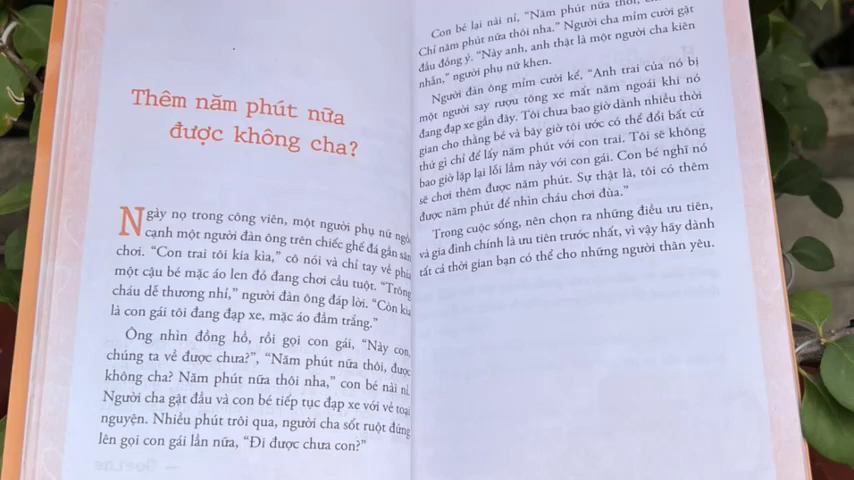 Thêm năm phút nữa
được không cha?
Ngày nọ trong công viên, một người phụ nữ ngồi
cạnh một người đàn ông trên chiếc ghế đá gần sân
chơi. “Con trai tôi kia kìa,” cô nói và chỉ tay về phía
một cậu bé mặc áo len đỏ đang chơi cầu tuột. “Trông
cháu dễ thương nhỉ,” người đàn ông đáp lời. “Còn kia
là con gái tôi đang đạp xe, mặc áo đầm trắng.”
Ông nhìn đồng hồ, rồi gọi con gái, “Này con,
chúng ta về được chưa?”, “Năm phút nữa thôi, được
không cha? Năm phút nữa thôi nha,” con bé nài nỉ.
Người cha gật đầu và con bé tiếp tục đạp xe với vẻ toại
nguyện. Nhiều phút trôi qua, người cha sốt ruột đứng
lên gọi con gái lần nữa, “Đi được chưa con?”
Con bé lại nài nỉ, “Năm phút nữa thôi,
Chỉ năm phút nữa thôi nha.” Người cha mỉm cười gật
đầu đồng ý. “Này anh, anh thật là một người cha kiên
nhẫn,” người phụ nữ khen.
Người đàn ông mỉm cười kể, “Anh trai của nó bị
một người say rượu tông xe mất năm ngoái khi nó
đang đạp xe gần đây. Tôi chưa bao giờ dành nhiều thời
gian cho thằng bé và bây giờ tôi ước có thể đổi bất cứ
thứ gì chỉ để lấy năm phút với con trai. Tôi sẽ không
bao giờ lặp lại lỗi lầm này với con gái. Con bé nghĩ nó
sẽ chơi thêm được năm phút. Sự thật là, tôi có thêm
được năm phút để nhìn cháu chơi đùa.”
Trong cuộc sống, nên chọn ra những điều ưu tiên,
và gia đình chính là ưu tiên trước nhất, vì vậy hãy dành
tất cả thời gian bạn có thể cho những người thân yêu.